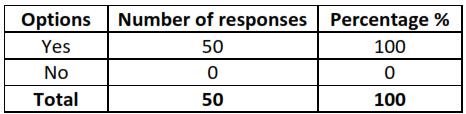 Options Number of responses Percentage %
Yes 50 100
No 0 0
Total 50 100